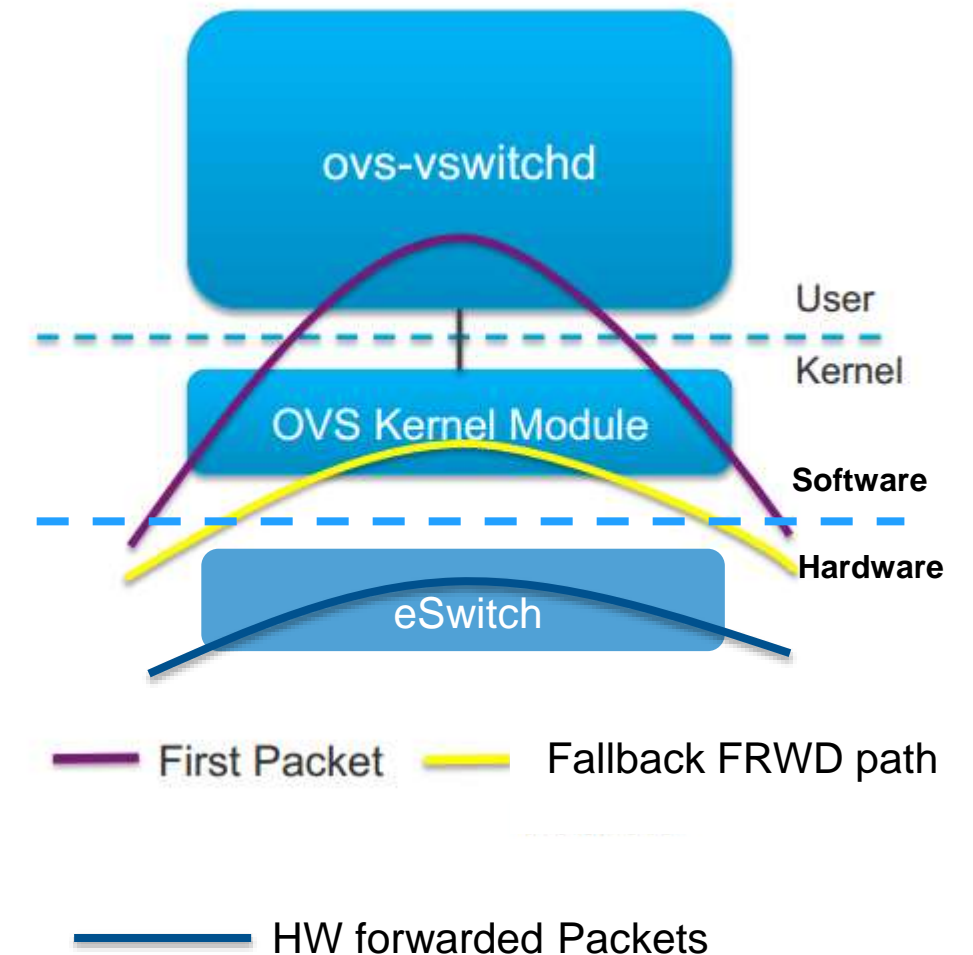 ovs-vswitchd
User
Kernel
OVS Kernel Module
Software
Hardware
eSwitch
First Packet
Fallback FRWD path
HW forwarded Packets